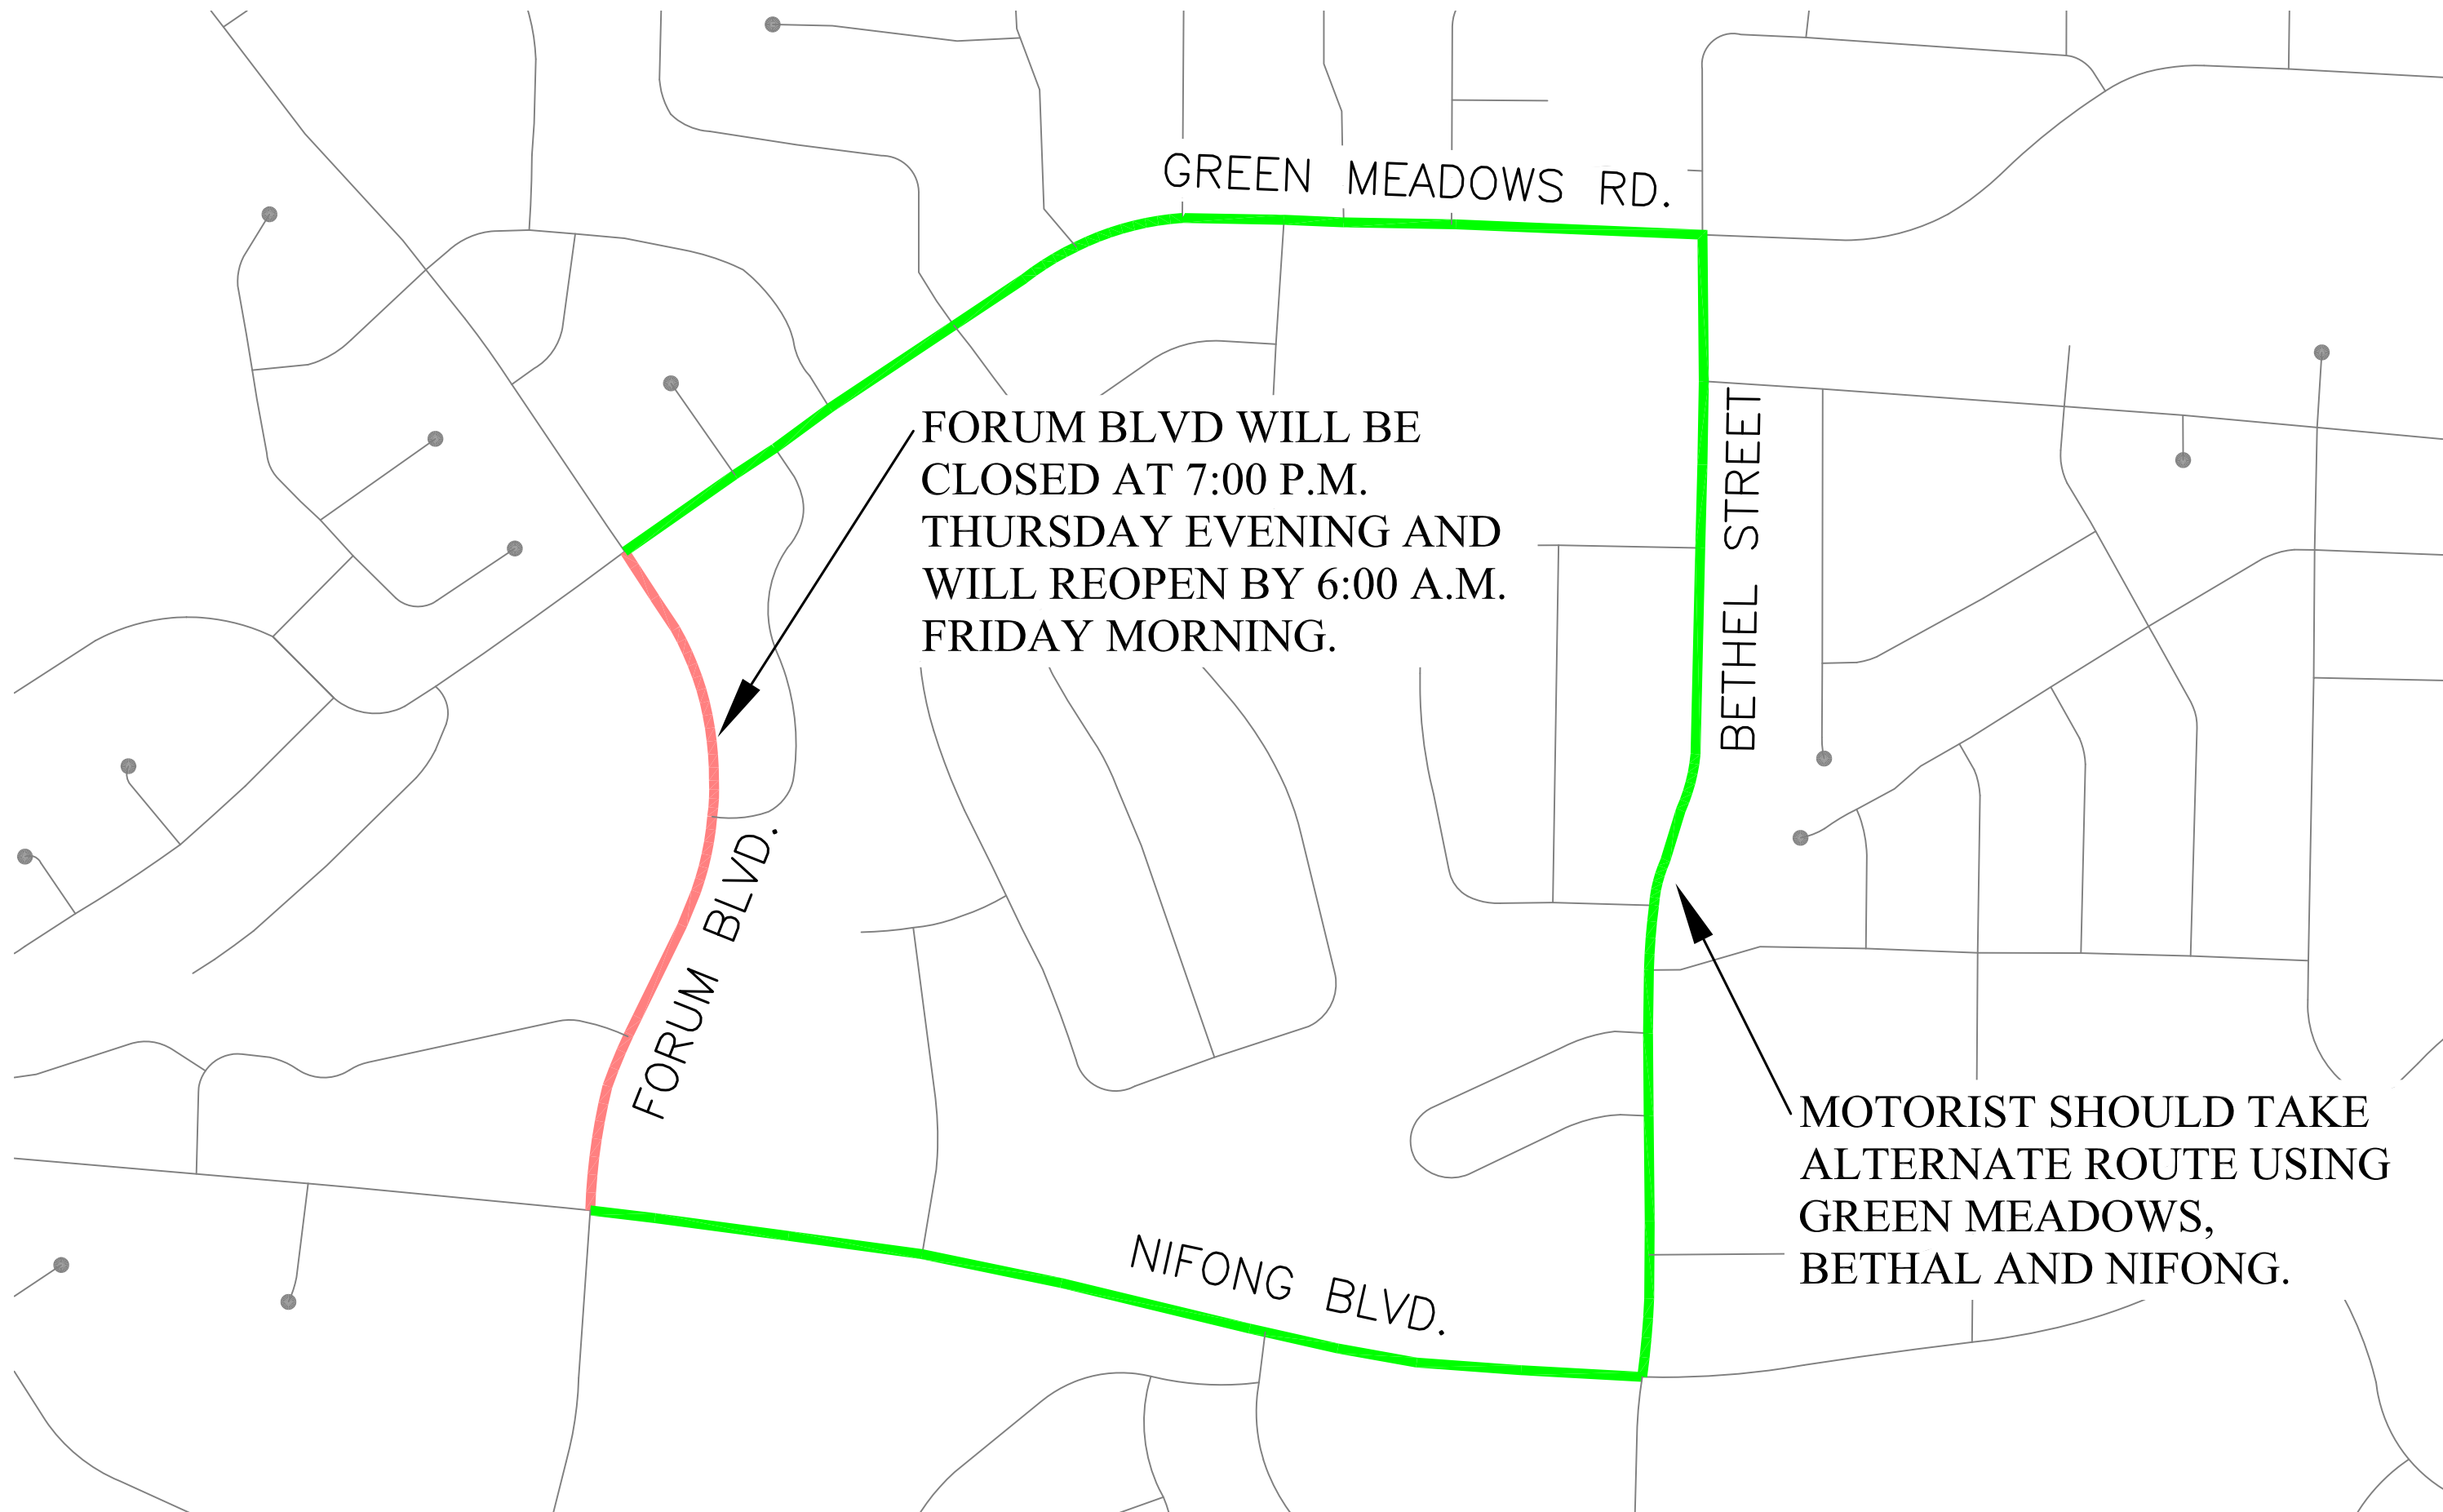 GREEN MEADOWS RD.
FORUM BLVD WILL BE
CLOSED AT 7:00 P.M.
THURSDAY EVENING AND
WILL REOPEN BY 6:00 A.M.
FRIDAY MORNING.
BETHEL STREET
FORUM BLVD.
MOTORIST SHOULD TAKE
ALTERNATE ROUTE USING
GREEN MEADOWS,
BETHAL AND NIFONG.
NIFONG BLVD.